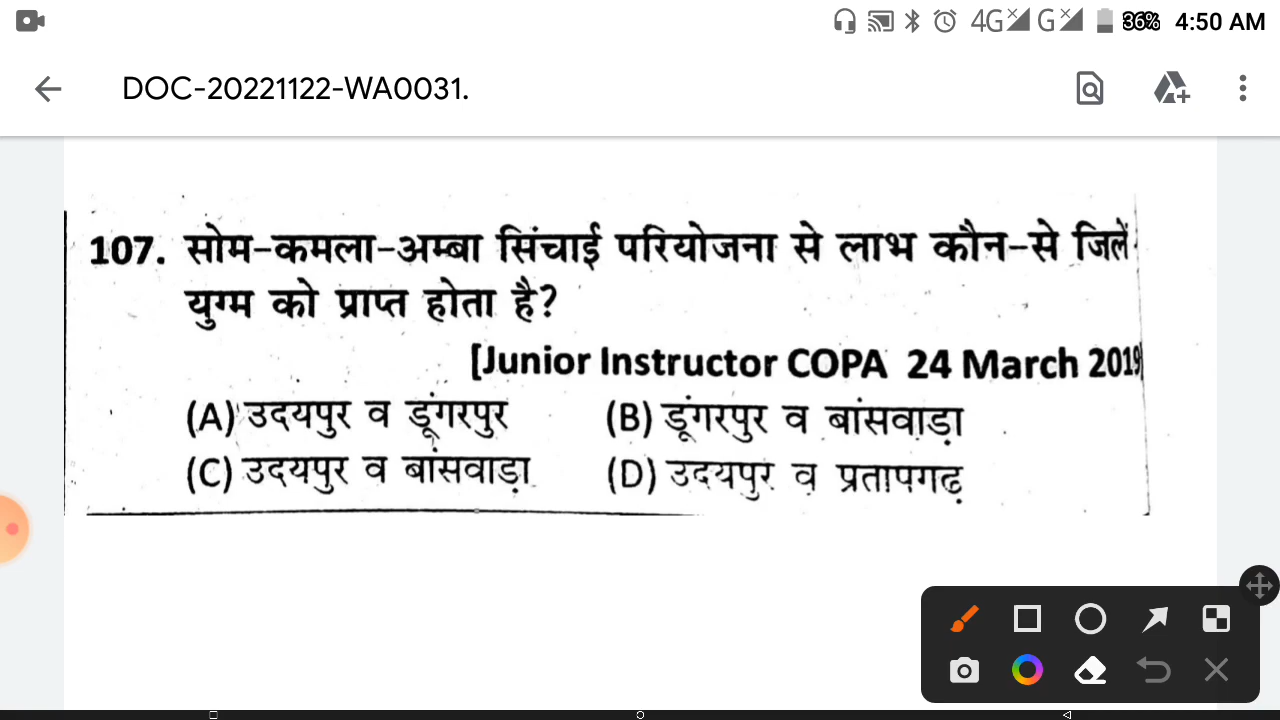 4G G 36% 4:50 AM
DOC-20221122-WA0031.
107. सोम-कमला-अम्बा सिंचाई परियोजना से लाभ कौन-से जिलें
युग्म को प्राप्त होता है?
[Junior Instructor COPA 24 March 2019]
(A) उदयपुर व डूंगरपुर (B) डूंगरपुर व बांसवाड़ा
(C) उदयपुर व बांसवाड़ा (D) उदयपुर व प्रतापगढ़